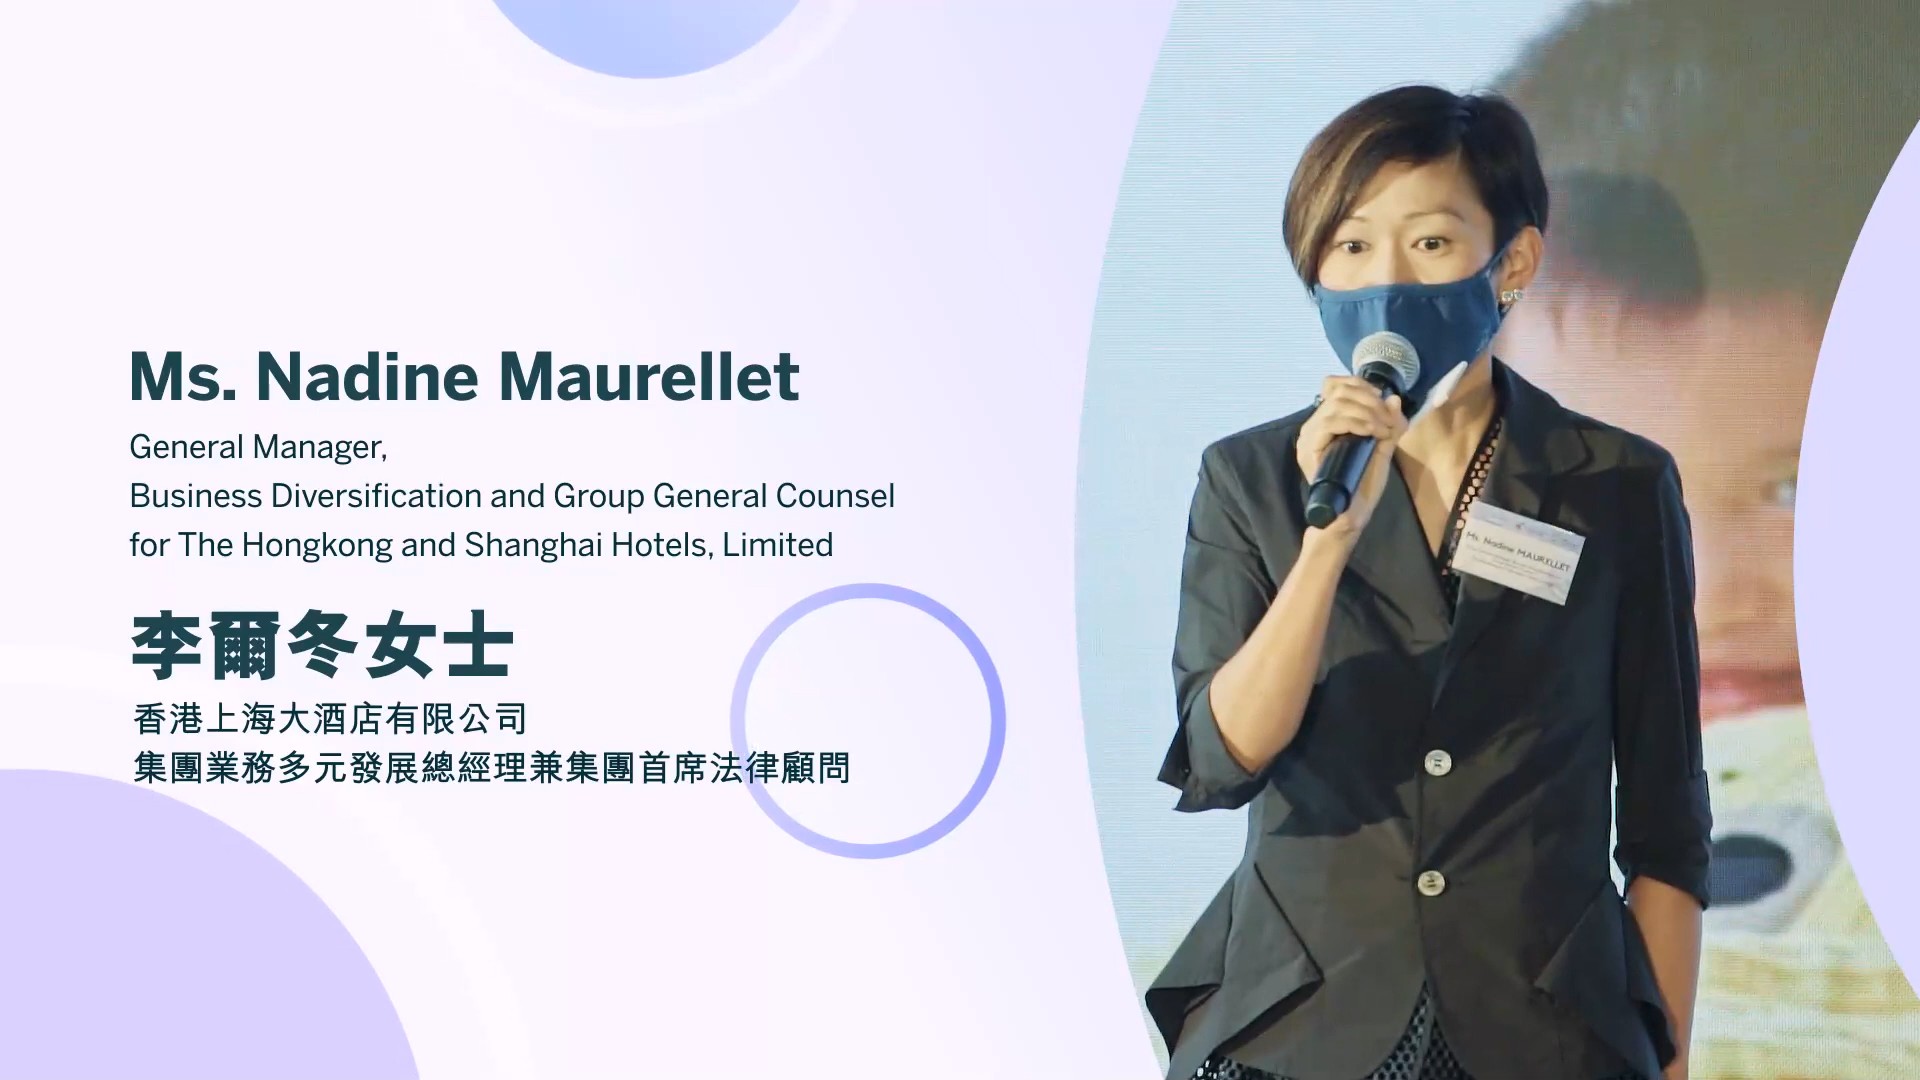 Ms. Nadine Maurellet
General Manager,
Business Diversification and Group General Counsel
for The Hongkong and Shanghai Hotels, Limited
李爾冬女士
香港上海大酒店有限公司
集團業務多元發展總經理兼集團首席法律顧問
Ms. Nadine MAURELLET